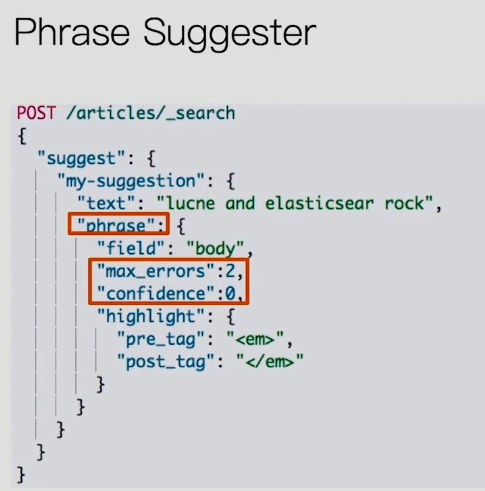 Phrase Suggester
POST /articles/_search
{
"suggest": {
"my-suggestion": {
"text": "lucne and elasticsear rock",
"phrase": {
"field": "body",
"max_errors":2,
"confidence":0,
"highlight": {
"pre_tag": "<em>",
"post_tag": "</em>"
}
}
}
}
}